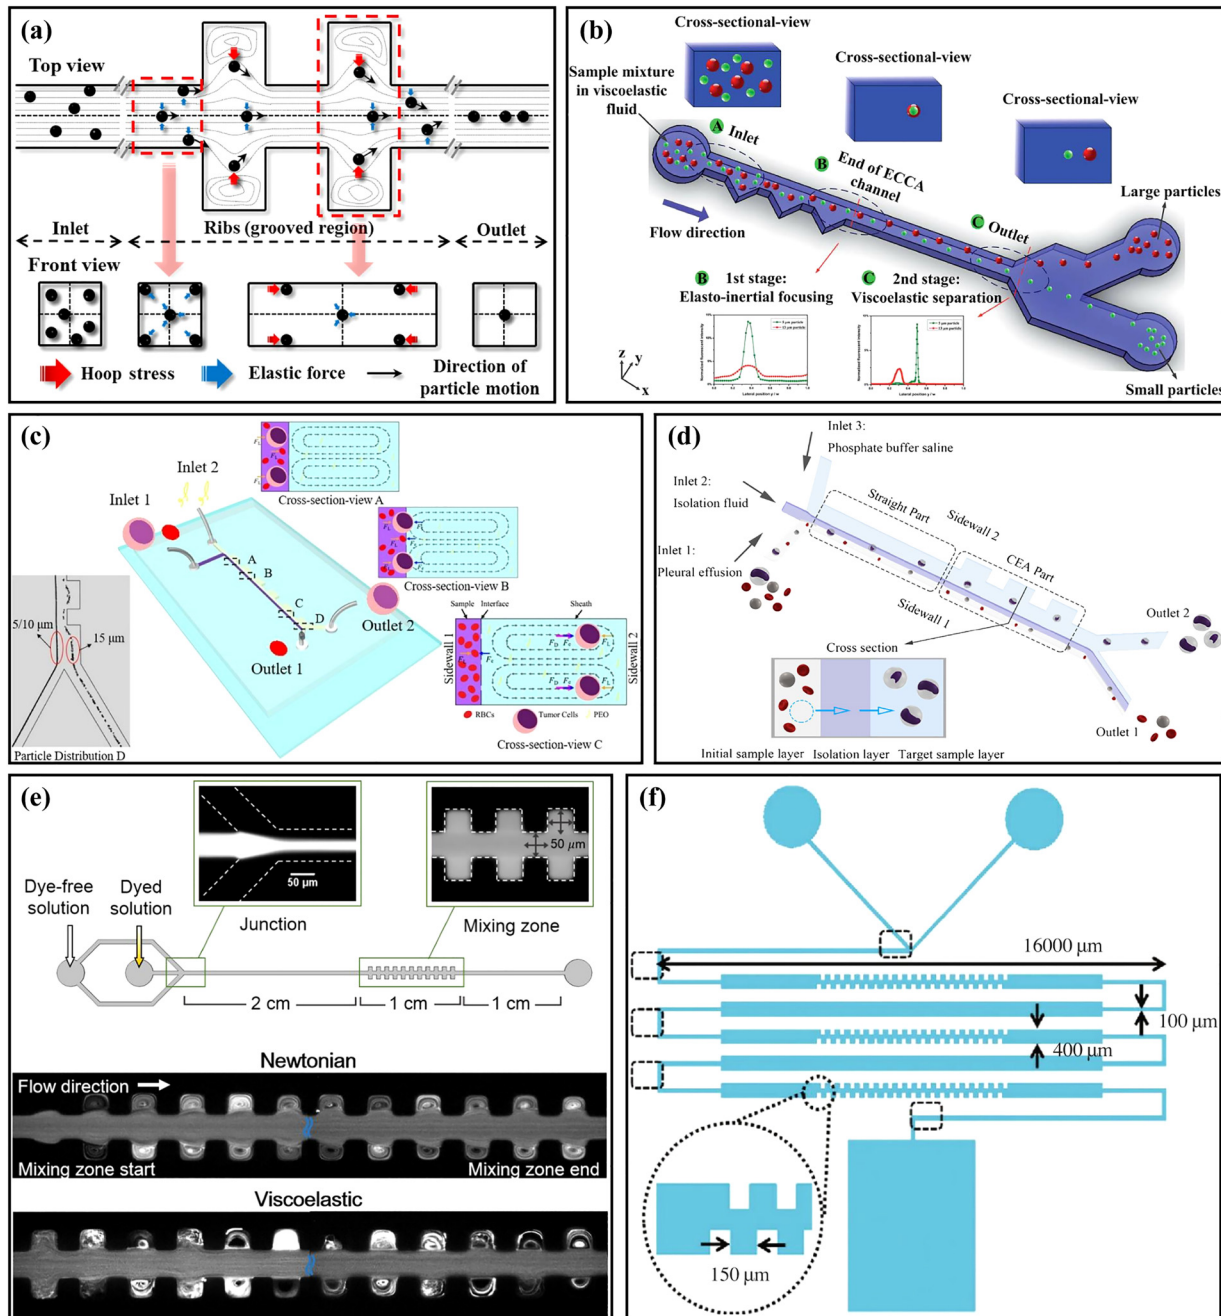 (a)
Top view
Inlet
Ribs (grooved region)
Outlet
Front view
Hoop stress
Elastic force
Direction of
particle motion
(b)
Cross-sectional-view
Sample mixture
in viscoelastic
fluid
Cross-sectional-view
Cross-sectional-view
A Inlet
B End of ECCA
channel
Large particles
Flow direction
C Outlet
B 1st stage:
Elasto-inertial focusing
C 2nd stage:
Viscoelastic separation
z
y
x
Small particles
(c)
Inlet 2
Inlet 1
Cross-section-view A
A
B
C
D
Cross-section-view B
Outlet 2
Outlet 1
5/10 μm
15 μm
Particle Distribution D
Sample
Interface
Sheath
Sidewall 1
Sidewall 2
RBCs
Tumor Cells
PEO
Cross-section-view C
(d)
Inlet 3:
Phosphate buffer saline
Inlet 2:
Isolation fluid
Straight Part
Sidewall 2
CEA Part
Inlet 1:
Pleural effusion
Sidewall 1
Outlet 2
Cross section
Outlet 1
Initial sample layer
Isolation layer
Target sample layer
(e)
50 μm
50 μm
Dye-free
solution
Dyed
solution
Junction
Mixing zone
2 cm
1 cm
1 cm
Newtonian
Flow direction
Mixing zone start
Mixing zone end
Viscoelastic
(f)
16000 μm
100 μm
400 μm
150 μm